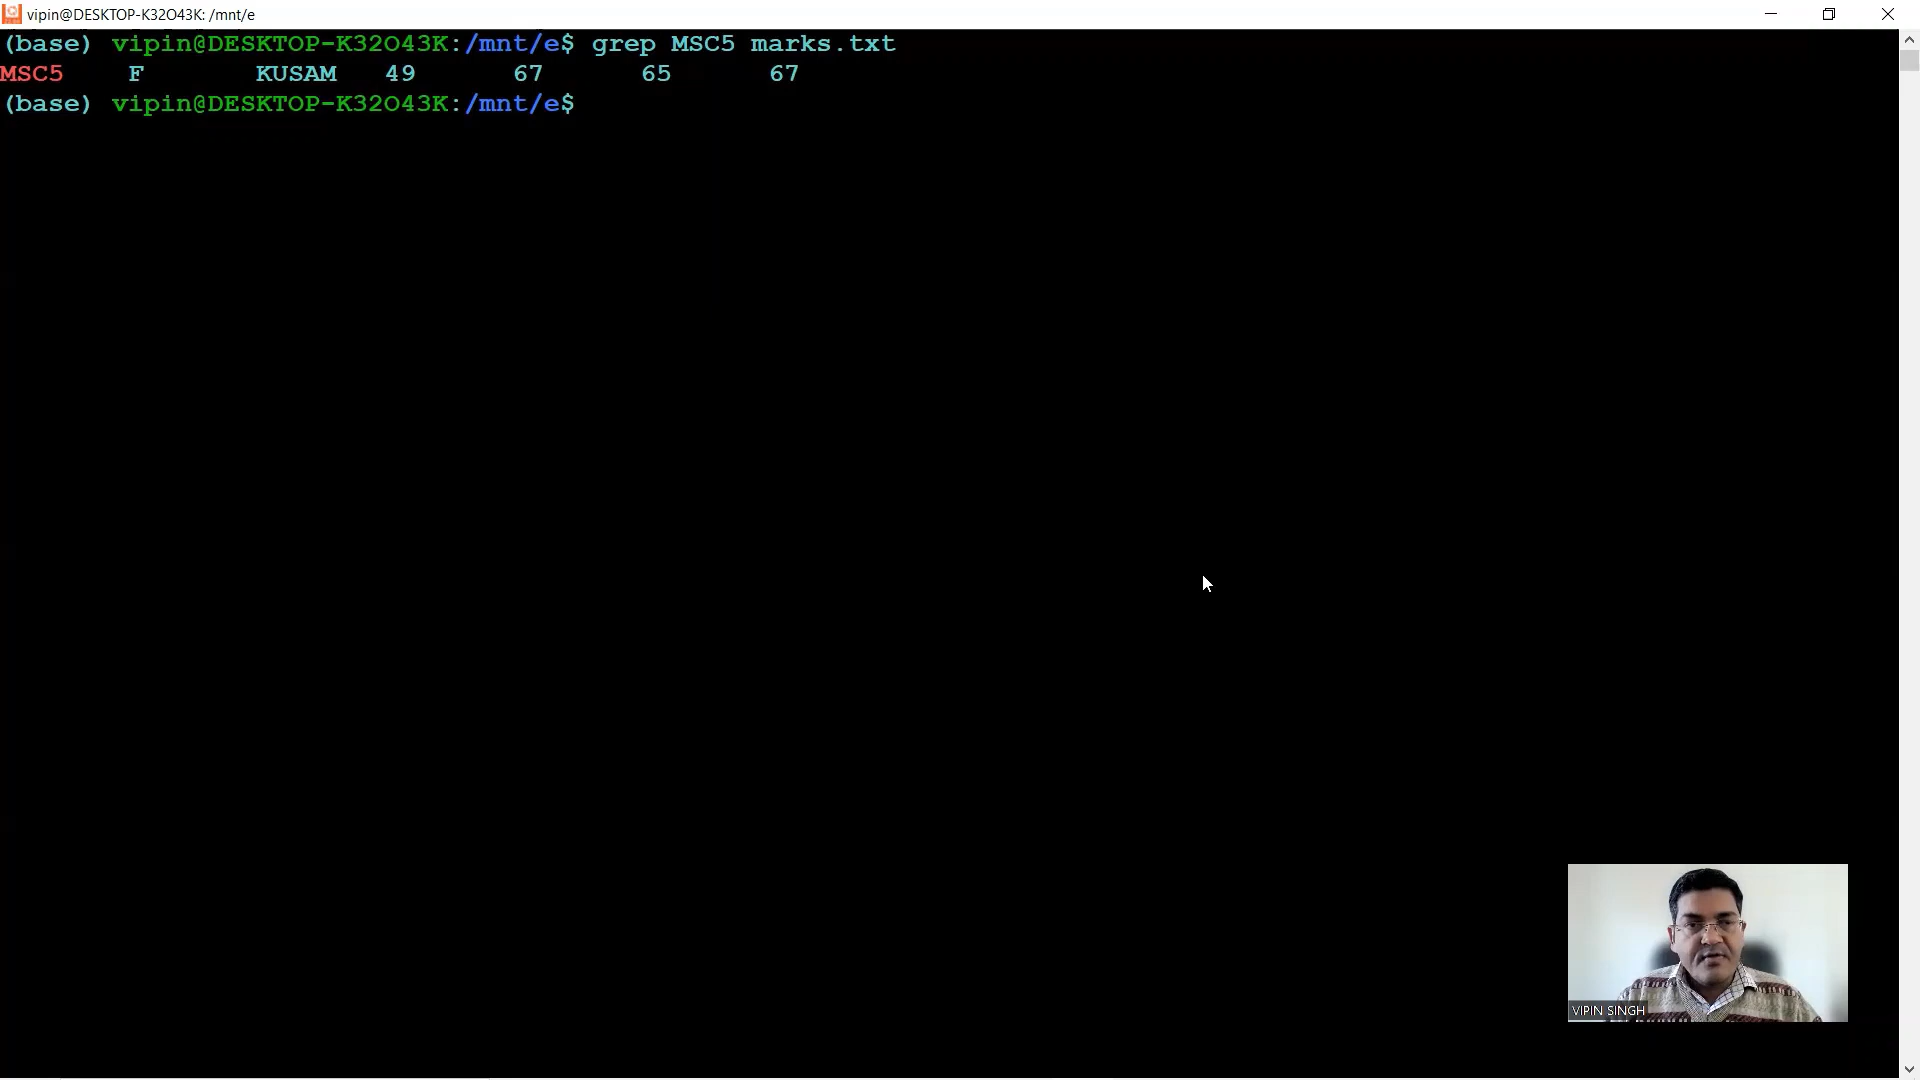 vipin@DESKTOP-K32O43K: /mnt/e
(base) vipin@DESKTOP-K32O43K:/mnt/e$ grep MSC5 marks.txt
MSC5 F KUSAM 49 67 65 67
(base) vipin@DESKTOP-K32O43K:/mnt/e$
VIPIN SINGH